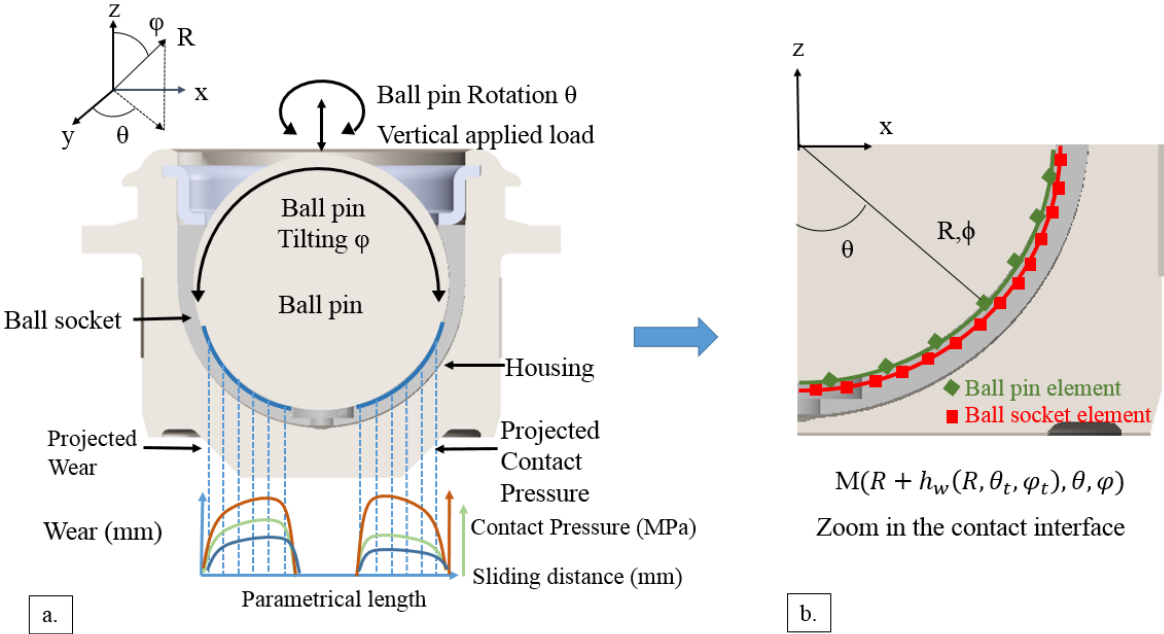 z
φ
R
x
y
θ
Ball pin Rotation θ
Vertical applied load
Ball pin
Tilting φ
Ball pin
Ball socket
Housing
Projected
Wear
Projected
Contact
Pressure
Wear (mm)
Contact Pressure (MPa)
Sliding distance (mm)
Parametrical length
a.
z
x
R,ϕ
θ
Ball pin element
Ball socket element
M(R + h_w(R, θ_t, φ_t), θ, φ)
Zoom in the contact interface
b.